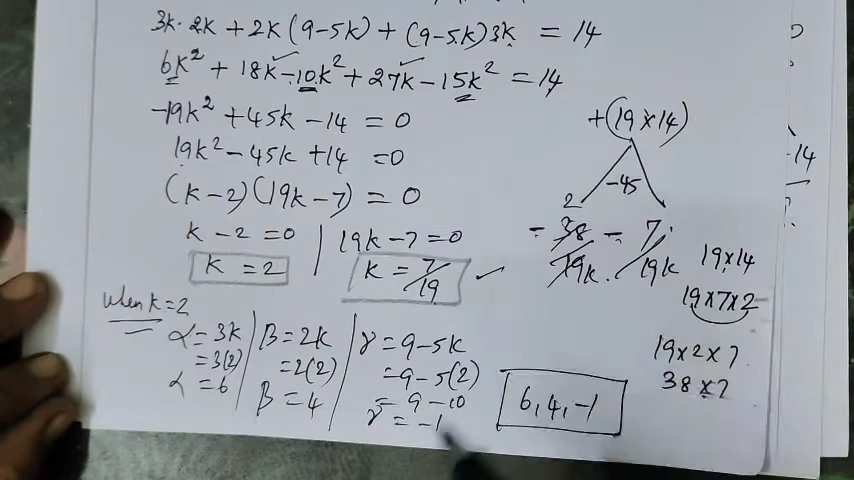 3k·2k + 2k(9-5k) + (9-5k)3k = 14
6k² + 18k - 10k² + 27k - 15k² = 14
-19k² + 45k - 14 = 0
19k² - 45k + 14 = 0
(k-2)(19k-7) = 0
k-2=0 | 19k-7=0
k=2 | k = 7/19 ✓
+(19×14)
-45
2
- 38/19k - 7/19k
19×14
19×7×2
19×2×7
38×7
when k=2
α=3k | β=2k | γ=9-5k
=3(2) | =2(2) | =9-5(2)
α=6 | β=4 | =9-10
γ=-1
6, 4, -1
-14